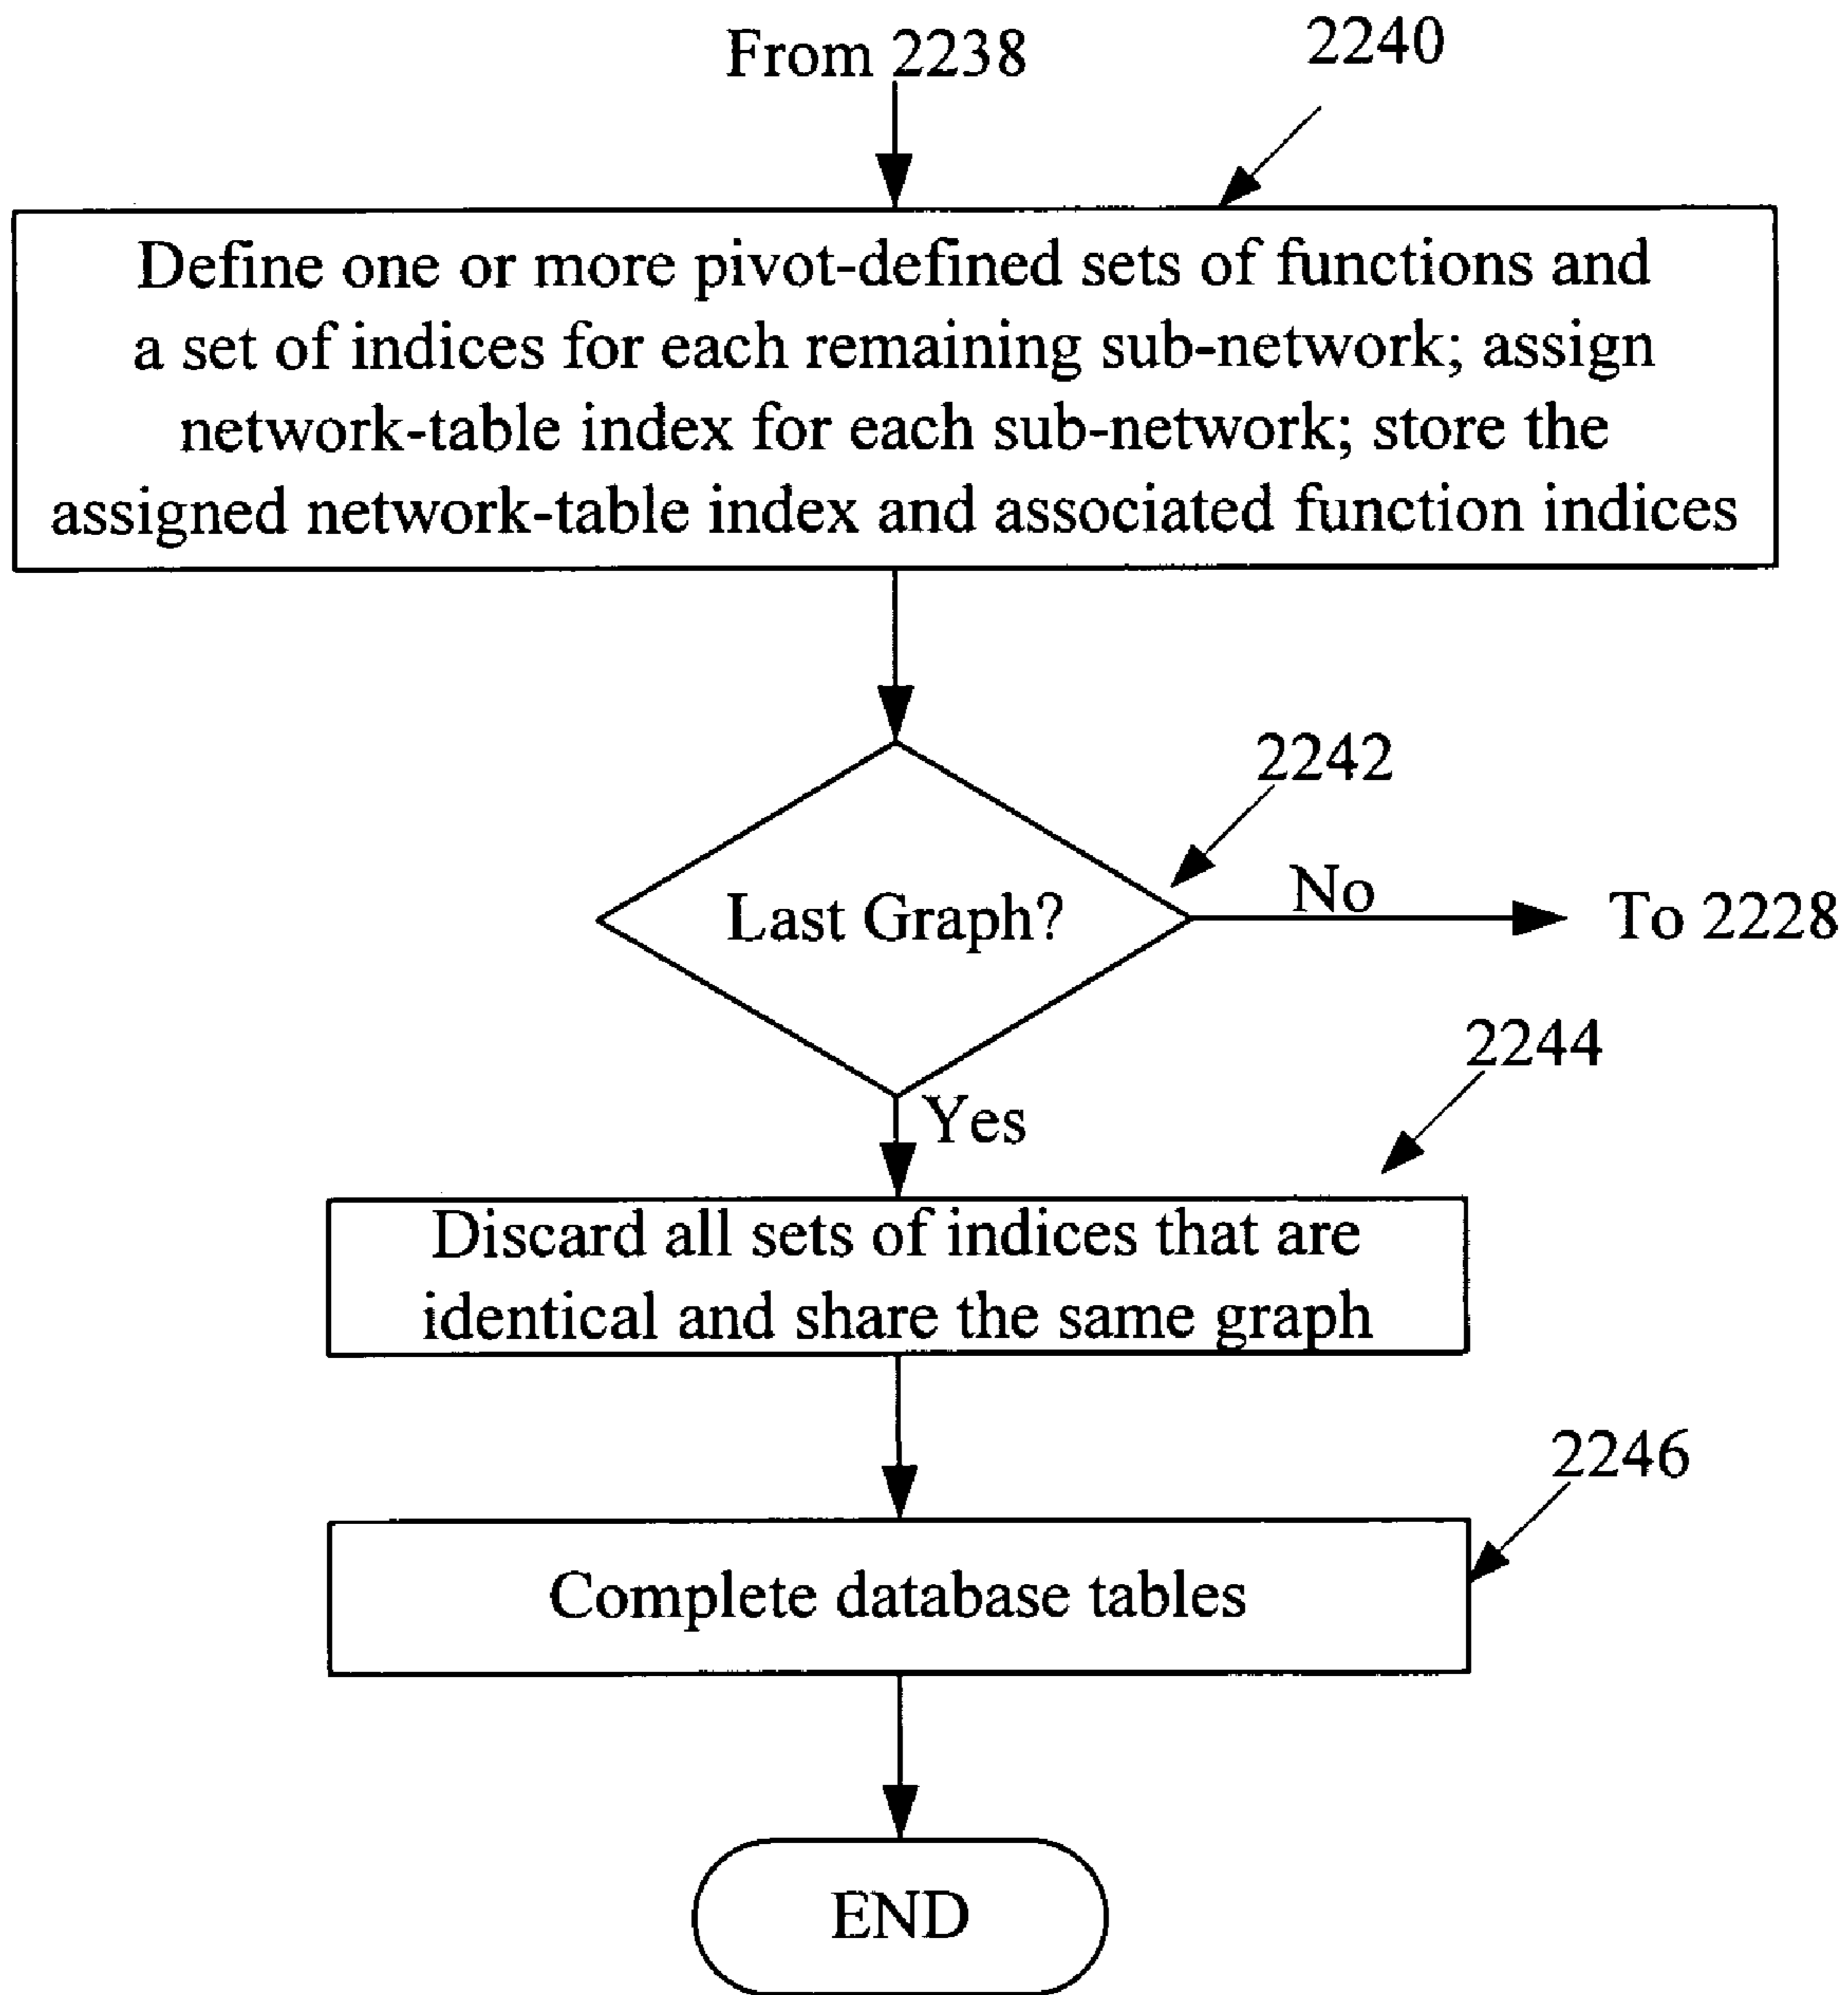 From 2238
2240
Define one or more pivot-defined sets of functions and
a set of indices for each remaining sub-network; assign
network-table index for each sub-network; store the
assigned network-table index and associated function indices
2242
Last Graph?
No
To 2228
Yes
2244
Discard all sets of indices that are
identical and share the same graph
2246
Complete database tables
END